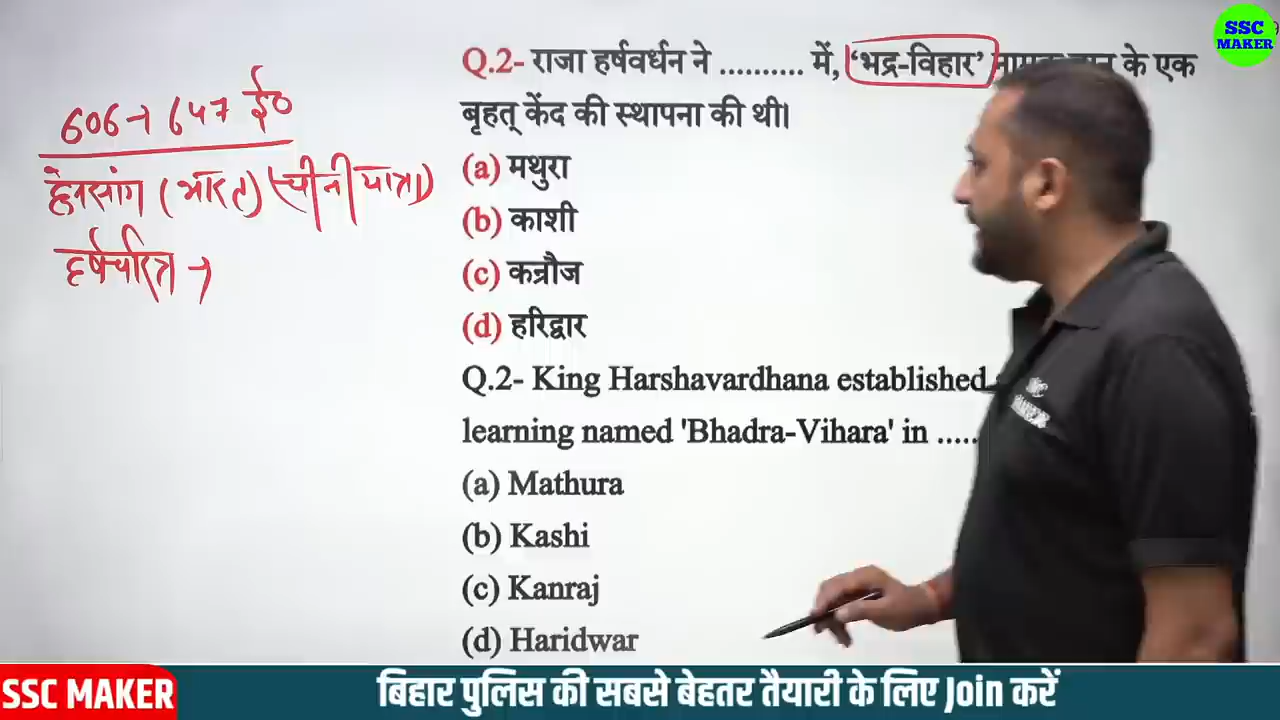 SSC
MAKER
Q.2- राजा हर्षवर्धन ने .......... में, 'भद्र-विहार' के एक
बृहत् केंद की स्थापना की थी।
(a) मथुरा
(b) काशी
(c) कन्नौज
(d) हरिद्वार
Q.2- King Harshavardhana established
learning named 'Bhadra-Vihara' in .....
(a) Mathura
(b) Kashi
(c) Kanraj
(d) Haridwar
606→ 647 ई०
(भारत) (चीनी यात्रा)
हर्षचरित्र →
SSC MAKER
बिहार पुलिस की सबसे बेहतर तैयारी के लिए Join करें